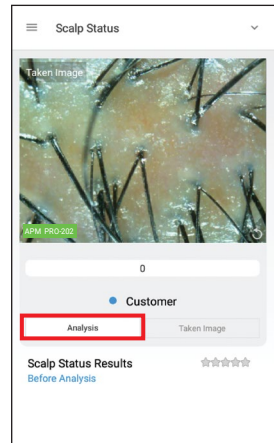 Scalp Status
Taken Image
APM PRO-202
0
Customer
Analysis
Taken Image
Scalp Status Results
Before Analysis